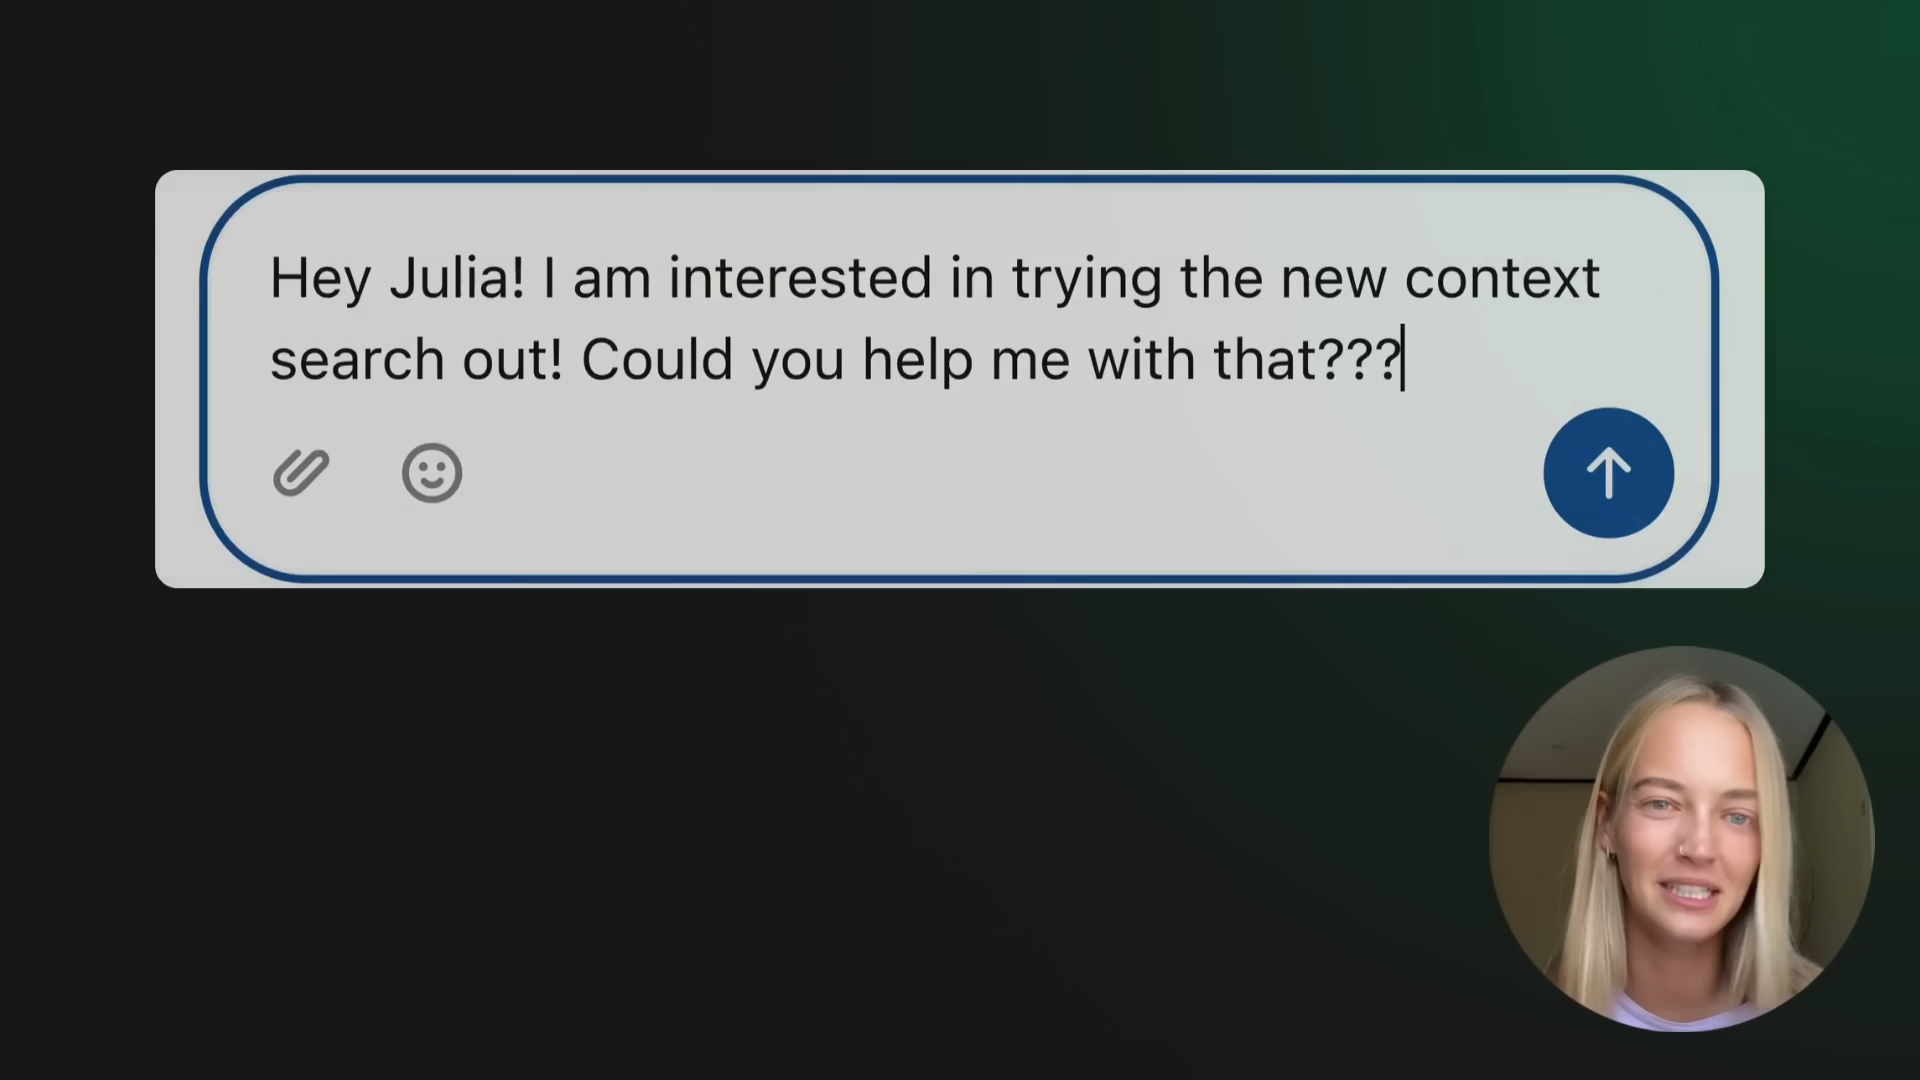 Hey Julia! I am interested in trying the new context
search out! Could you help me with that???